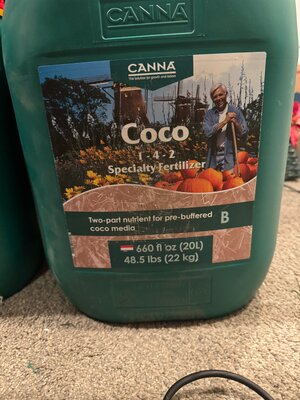 CANNA
CANNA
The solution for growth and bloom
Coco
1 - 4 - 2
Specialty Fertilizer
Two-part nutrient for pre-buffered
coco media
B
660 fl oz (20L)
48.5 lbs (22 kg)